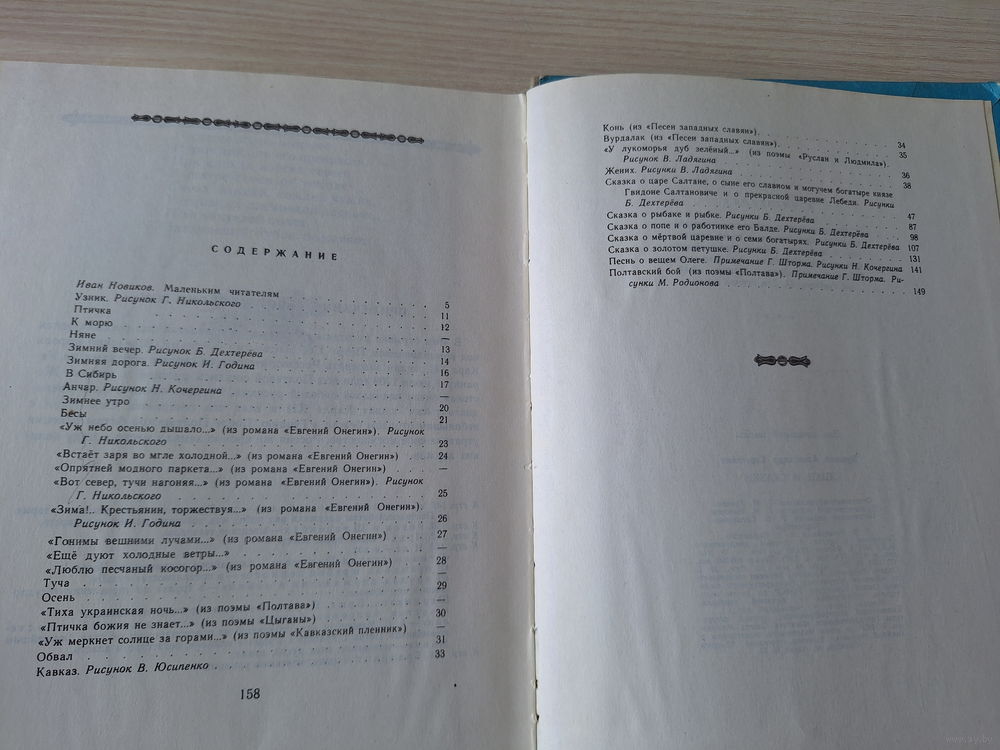 СОДЕРЖАНИЕ
Иван Новиков. Маленьким читателям . . . 5
Узник. Рисунок Г. Никольского . . . 11
Птичка . . . 12
К морю . . . —
Няне . . . 13
Зимний вечер. Рисунок Б. Дехтерёва . . . 14
Зимняя дорога. Рисунок И. Година . . . 16
В Сибирь . . . 17
Анчар. Рисунок Н. Кочергина . . . —
Зимнее утро . . . 20
Бесы . . . 21
«Уж небо осенью дышало...» (из романа «Евгений Онегин»). Рисунок
Г. Никольского . . . 23
«Встаёт заря во мгле холодной...» (из романа «Евгений Онегин») . 24
«Опрятней модного паркета...» (из романа «Евгений Онегин») . . —
«Вот север, тучи нагоняя...» (из романа «Евгений Онегин»). Рисунок
Г. Никольского . . . 25
«Зима!.. Крестьянин, торжествуя...» (из романа «Евгений Онегин»).
Рисунок И. Година . . . 26
«Гонимы вешними лучами...» (из романа «Евгений Онегин») . . . 27
«Ещё дуют холодные ветры...» . . . —
«Люблю песчаный косогор...» (из романа «Евгений Онегин») . . . 28
Туча . . . —
Осень . . . 29
«Тиха украинская ночь...» (из поэмы «Полтава») . . . —
«Птичка божия не знает...» (из поэмы «Цыганы») . . . 30
«Уж меркнет солнце за горами...» (из поэмы «Кавказский пленник») . —
Обвал . . . 31
Кавказ. Рисунок В. Юсипенко . . . 33
158
Конь (из «Песен западных славян»). . . . 34
Вурдалак (из «Песен западных славян»). . . . 35
«У лукоморья дуб зелёный...» (из поэмы «Руслан и Людмила»).
Рисунок В. Ладягина . . . 36
Жених. Рисунки В. Ладягина . . . 38
Сказка о царе Салтане, о сыне его славном и могучем богатыре князе
Гвидоне Салтановиче и о прекрасной царевне Лебеди. Рисунки
Б. Дехтерёва . . . 47
Сказка о рыбаке и рыбке. Рисунки Б. Дехтерёва . . . 87
Сказка о попе и о работнике его Балде. Рисунки Б. Дехтерёва . 98
Сказка о мёртвой царевне и о семи богатырях. Рисунки Б. Дехтерёва 107
Сказка о золотом петушке. Рисунки Б. Дехтерёва . . . 131
Песнь о вещем Олеге. Примечание Г. Шторма. Рисунки Н. Кочергина 141
Полтавский бой (из поэмы «Полтава»). Примечание Г. Шторма. Ри-
сунки М. Родионова . . . 149
www.ay.by